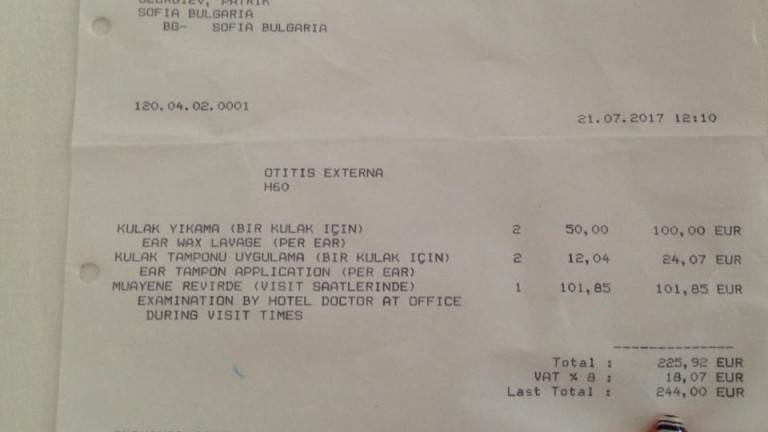 GEORGIEV, PATRIK
SOFIA BULGARIA
BG- SOFIA BULGARIA
120.04.02.0001
21.07.2017 12:10
OTITIS EXTERNA
H60
KULAK YIKAMA (BIR KULAK IÇIN) 2 50,00 100,00 EUR
EAR WAX LAVAGE (PER EAR)
KULAK TAMPONU UYGULAMA (BIR KULAK IÇIN) 2 12,04 24,07 EUR
EAR TAMPON APPLICATION (PER EAR)
MUAYENE REVIRDE (VISIT SAATLERINDE) 1 101,85 101,85 EUR
EXAMINATION BY HOTEL DOCTOR AT OFFICE
DURING VISIT TIMES
Total : 225,92 EUR
VAT % 8 : 18,07 EUR
Last Total : 244,00 EUR